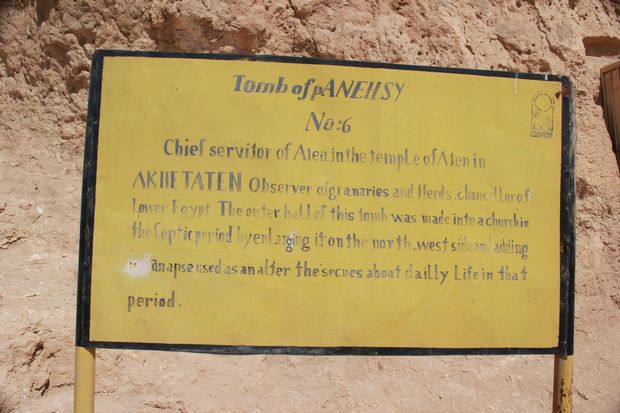 Tomb of pANEHSY
No:6
Chief servitor of Aten in the temple of Aten in
AKHETATEN Observer of granaries and Herds .chancellor of
Lower Egypt The outer hall of this tomb was made into a church in
the Coptic period by enlarging it on the north-west side and adding
an apse used as an alter the secnes about dailly Life in that
period.